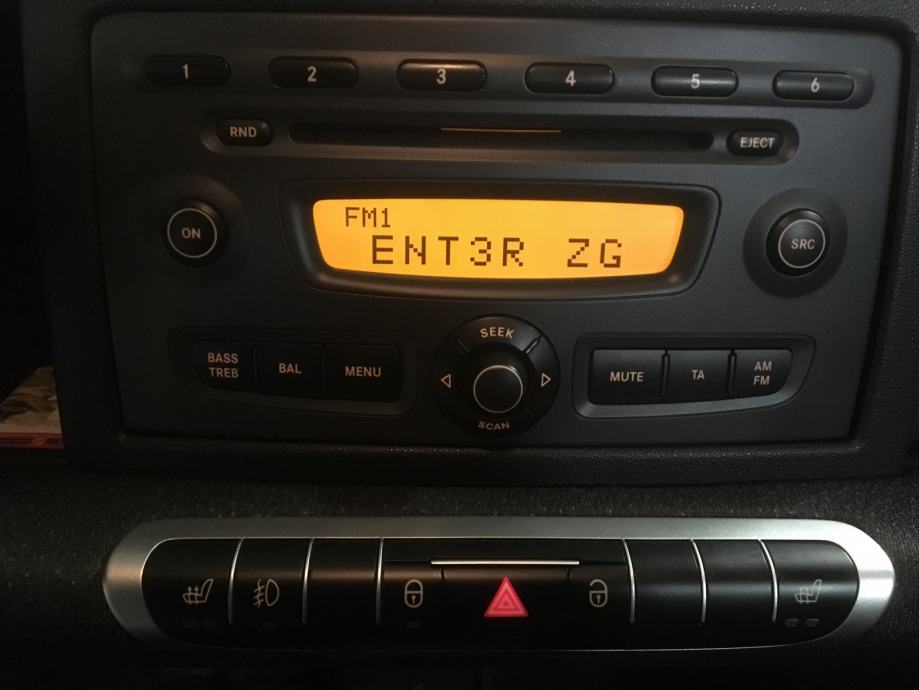 1 2 3 4 5 6
RND EJECT
FM1
ON ENT3R ZG SRC
SEEK
BASS TREB BAL MENU MUTE TA AM FM
SCAN